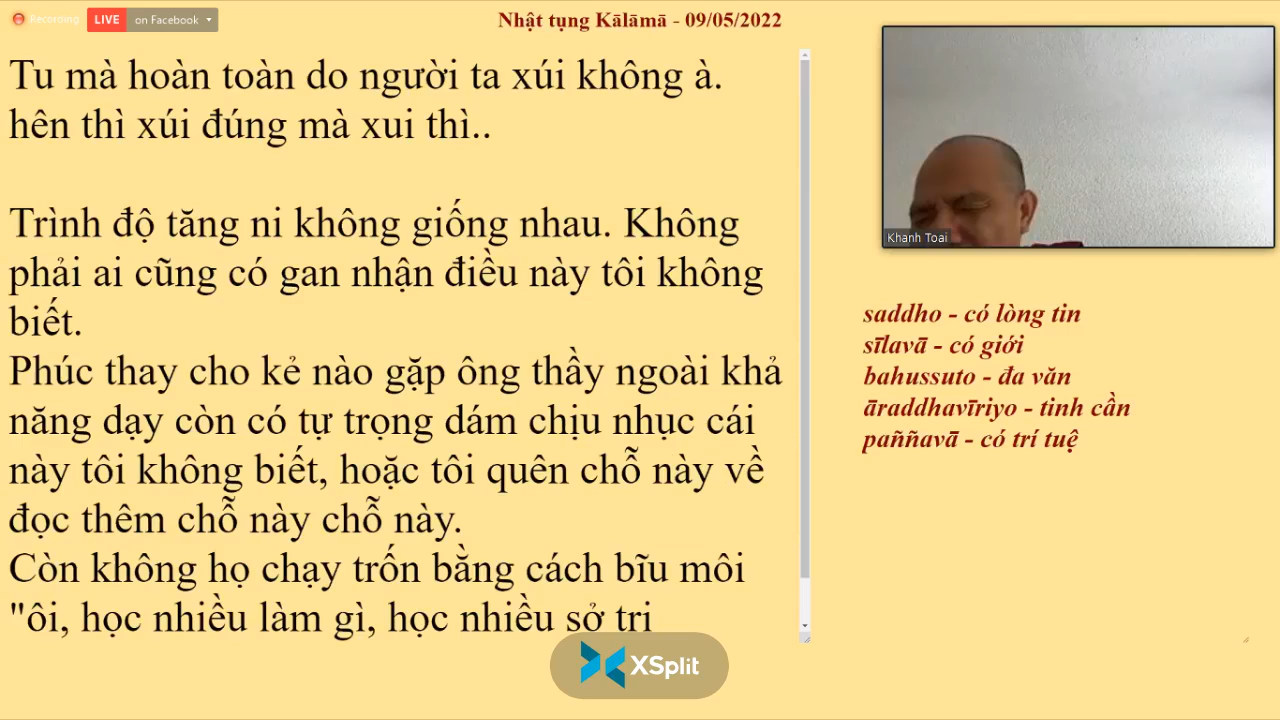 Recording
LIVE on Facebook
Nhật tụng Kālāmā - 09/05/2022
Tu mà hoàn toàn do người ta xúi không à.
hên thì xúi đúng mà xui thì..
Trình độ tăng ni không giống nhau. Không
phải ai cũng có gan nhận điều này tôi không
biết.
Phúc thay cho kẻ nào gặp ông thầy ngoài khả
năng dạy còn có tự trọng dám chịu nhục cái
này tôi không biết, hoặc tôi quên chỗ này về
đọc thêm chỗ này chỗ này.
Còn không họ chạy trốn bằng cách bĩu môi
"ôi, học nhiều làm gì, học nhiều sở tri
Khanh Toai
saddho - có lòng tin
sīlavā - có giới
bahussuto - đa văn
āraddhavīriyo - tinh cần
paññavā - có trí tuệ
XSplit